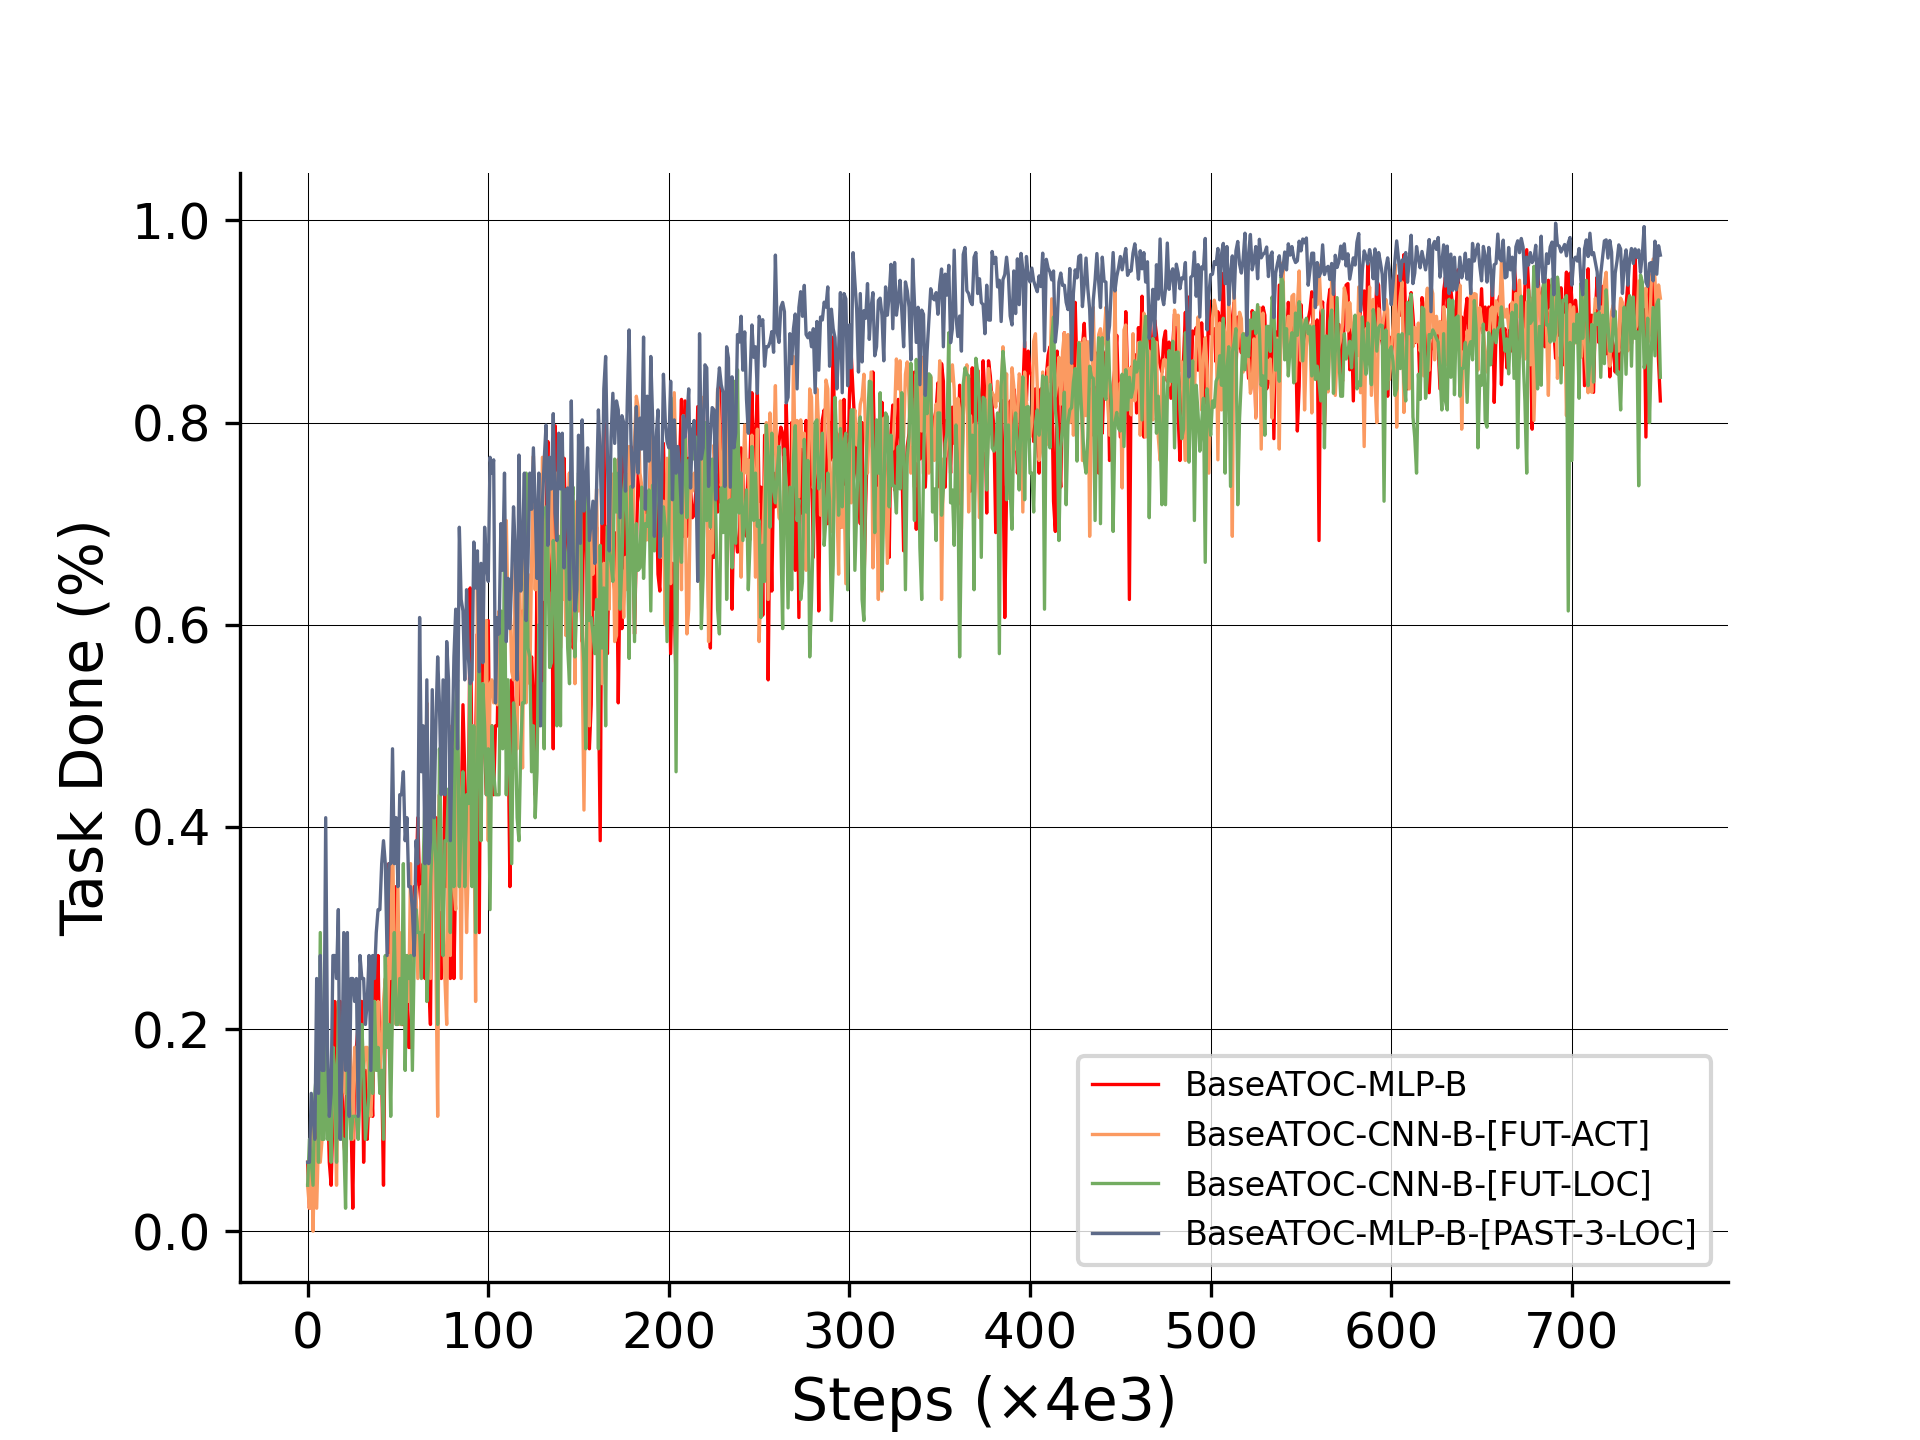 1.0
0.8
0.6
0.4
0.2
0.0
Task Done (%)
0 100 200 300 400 500 600 700
Steps (×4e3)
BaseATOC-MLP-B
BaseATOC-CNN-B-[FUT-ACT]
BaseATOC-CNN-B-[FUT-LOC]
BaseATOC-MLP-B-[PAST-3-LOC]